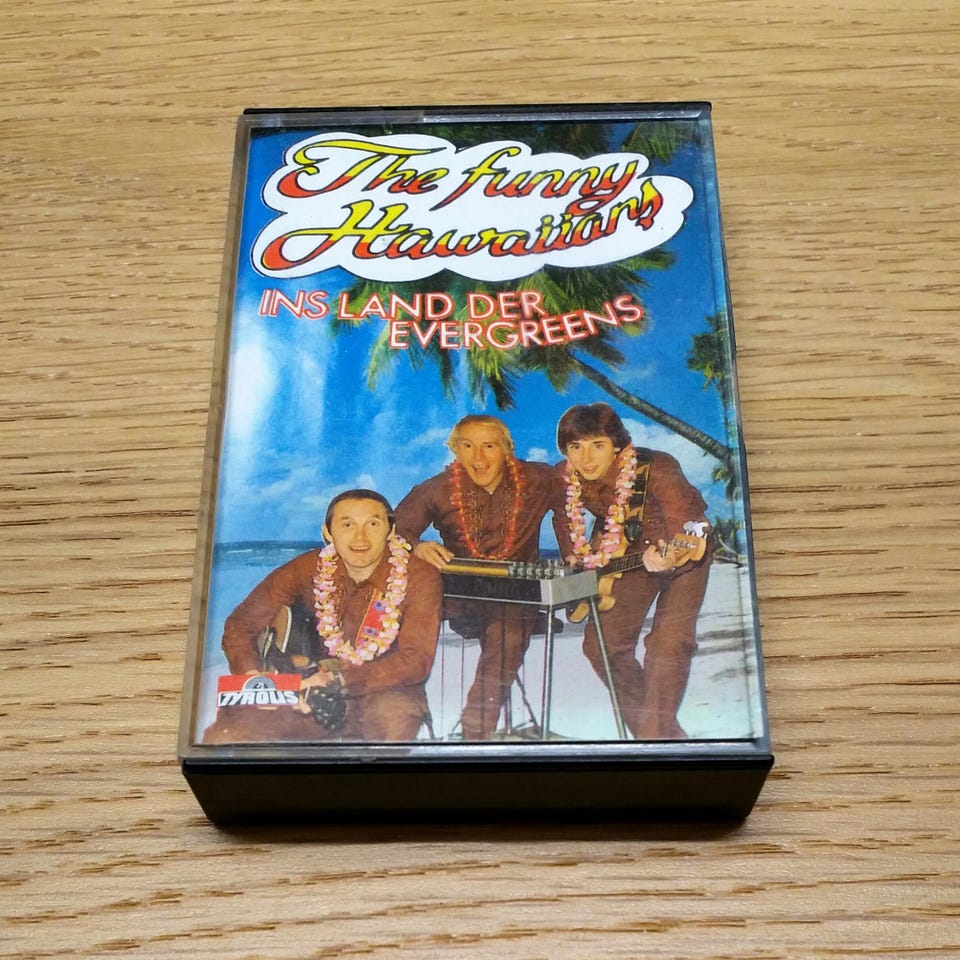 The funny
Hawaiians
INS LAND DER
EVERGREENS
TYROLIS